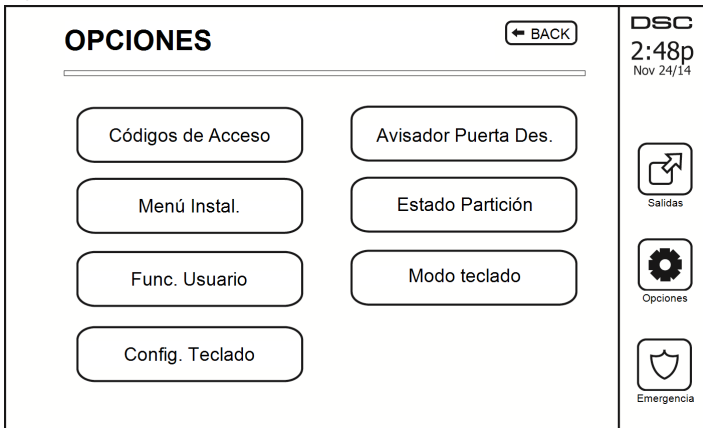 OPCIONES
BACK
Códigos de Acceso
Avisador Puerta Des.
Menú Instal.
Estado Partición
Func. Usuario
Modo teclado
Config. Teclado
DSC
2:48p
Nov 24/14
Salidas
Opciones
Emergencia